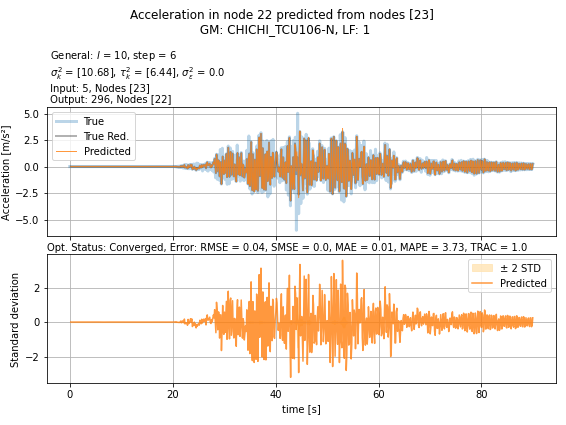 Acceleration in node 22 predicted from nodes [23]
GM: CHICHI_TCU106-N, LF: 1
General: l = 10, step = 6
σ²ₖ = [10.68], τ²ₖ = [6.44], σ²ε = 0.0
Input: 5, Nodes [23]
Output: 296, Nodes [22]
Acceleration [m/s²]
5.0
2.5
0.0
−2.5
−5.0
True
True Red.
Predicted
Opt. Status: Converged, Error: RMSE = 0.04, SMSE = 0.0, MAE = 0.01, MAPE = 3.73, TRAC = 1.0
Standard deviation
2
0
−2
± 2 STD
Predicted
0 20 40 60 80
time [s]